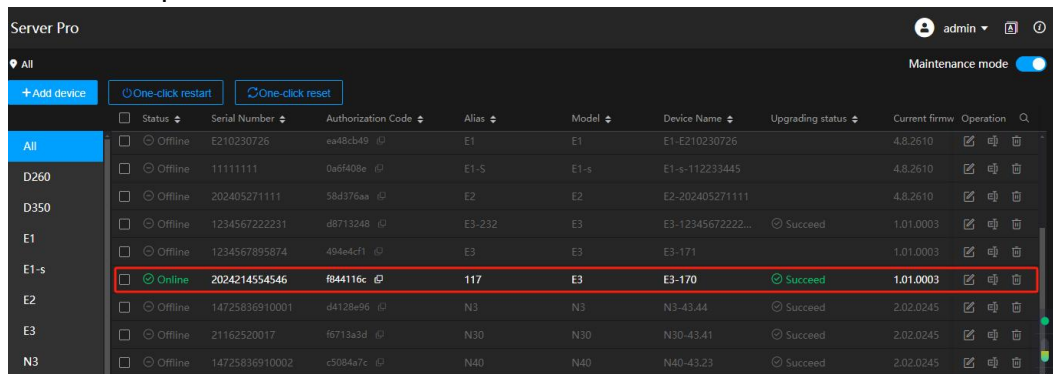 Server Pro admin
All Maintenance mode
+Add device One-click restart One-click reset
Status Serial Number Authorization Code Alias Model Device Name Upgrading status Current firmw Operation
All
D260
D350
E1
E1-s
E2
E3
N3
Offline E210230726 ea48cb49 E1 E1 E1-E210230726 4.8.2610
Offline 11111111 0a6f408e E1-S E1-s E1-s-112233445 4.8.2610
Offline 202405271111 58d376aa E2 E2 E2-202405271111 4.8.2610
Offline 1234567222231 d8713248 E3-232 E3 E3-12345672222... Succeed 1.01.0003
Offline 1234567895874 494e4cf1 E3 E3 E3-171 1.01.0003
Online 2024214554546 f844116c 117 E3 E3-170 Succeed 1.01.0003
Offline 14725836910001 d4128e96 N3 N3 N3-43.44 Succeed 2.02.0245
Offline 21162520017 f6713a3d N30 N30 N30-43.41 Succeed 2.02.0245
Offline 14725836910002 c5084a7c N40 N40 N40-43.23 Succeed 2.02.0245